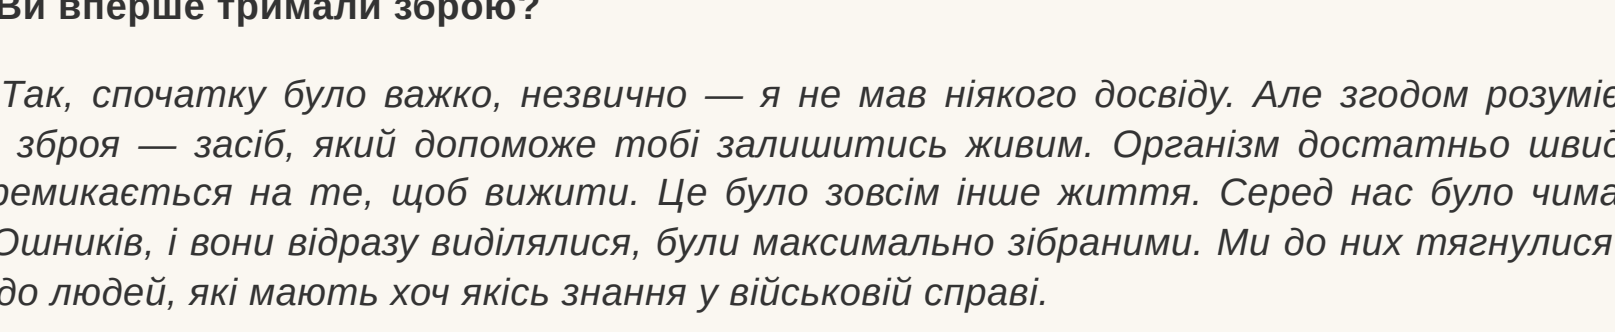 Ви вперше тримали зброю?
Так, спочатку було важко, незвично — я не мав ніякого досвіду. Але згодом розуміє
зброя — засіб, який допоможе тобі залишитись живим. Організм достатньо швид
ремикається на те, щоб вижити. Це було зовсім інше життя. Серед нас було чима
Ошників, і вони відразу виділялися, були максимально зібраними. Ми до них тягнулися
до людей, які мають хоч якісь знання у військовій справі.